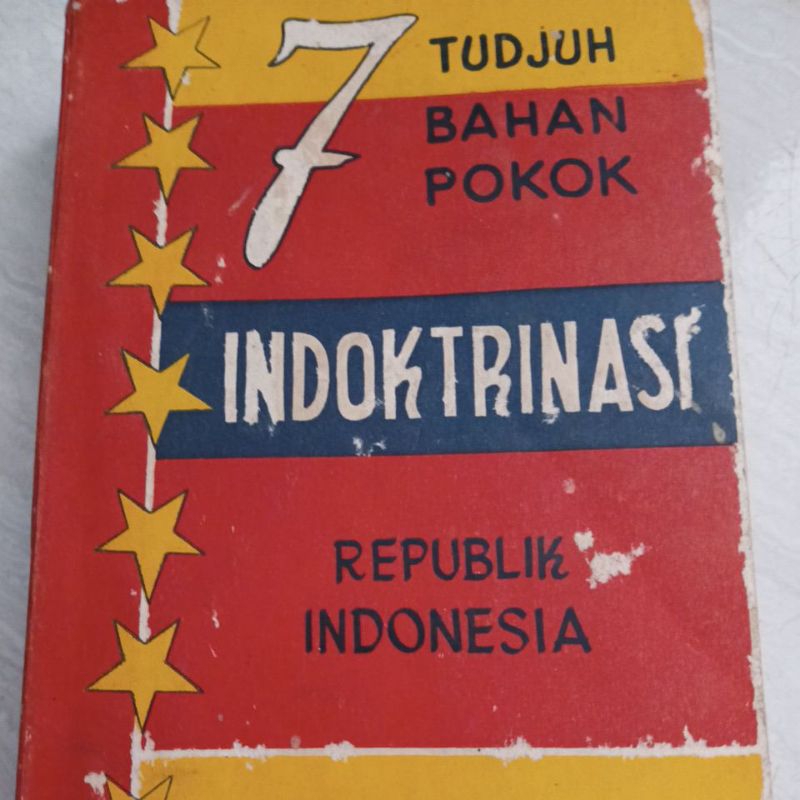 7 TUDJUH
BAHAN
POKOK
INDOKTRINASI
REPUBLIK
INDONESIA